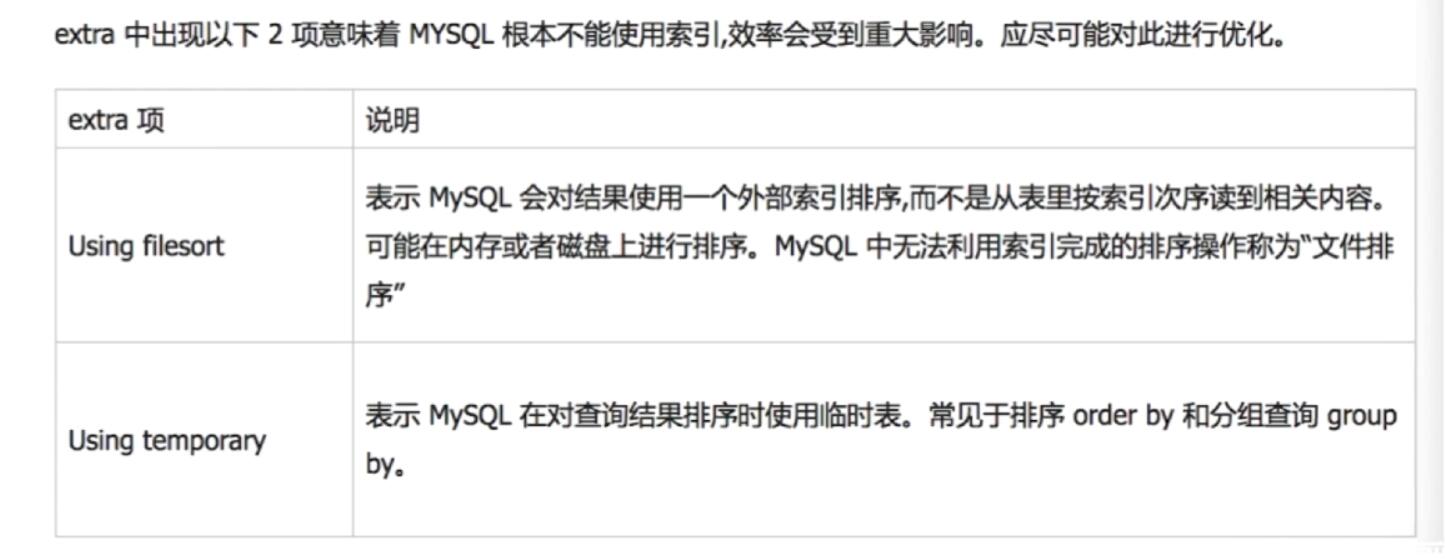 extra 中出现以下 2 项意味着 MYSQL 根本不能使用索引,效率会受到重大影响。应尽可能对此进行优化。
extra 项
说明
Using filesort
表示 MySQL 会对结果使用一个外部索引排序,而不是从表里按索引次序读到相关内容。
可能在内存或者磁盘上进行排序。MySQL 中无法利用索引完成的排序操作称为“文件排
序”
Using temporary
表示 MySQL 在对查询结果排序时使用临时表。常见于排序 order by 和分组查询 group
by。